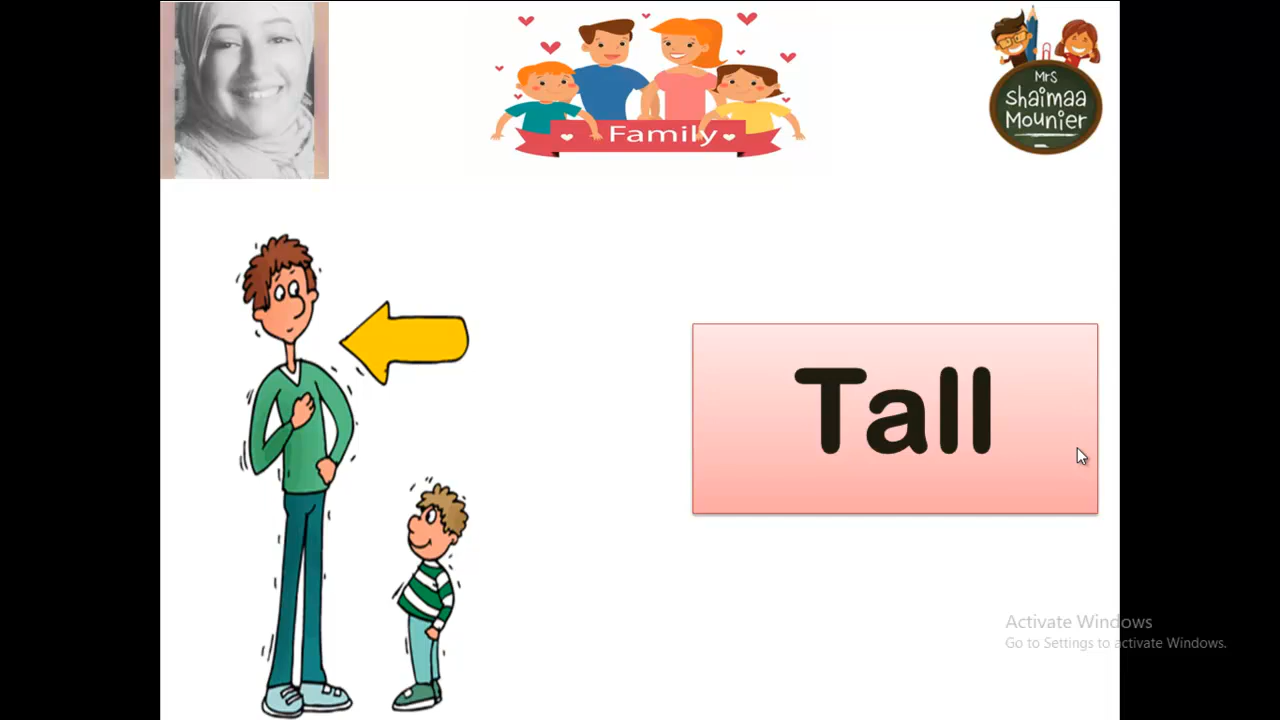 Family
MrS
Shaimaa
Mounier
Tall
Activate Windows
Go to Settings to activate Windows.